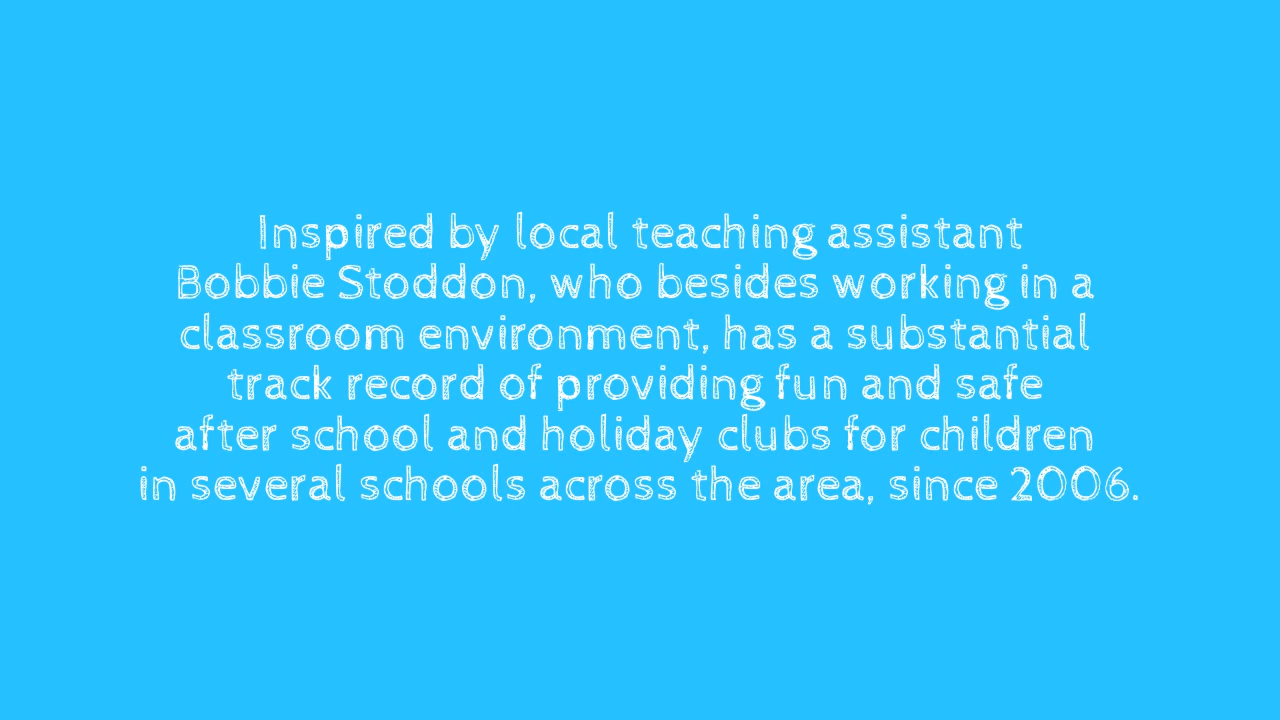 Inspired by local teaching assistant
Bobbie Stoddon, who besides working in a
classroom environment, has a substantial
track record of providing fun and safe
after school and holiday clubs for children
in several schools across the area, since 2006.